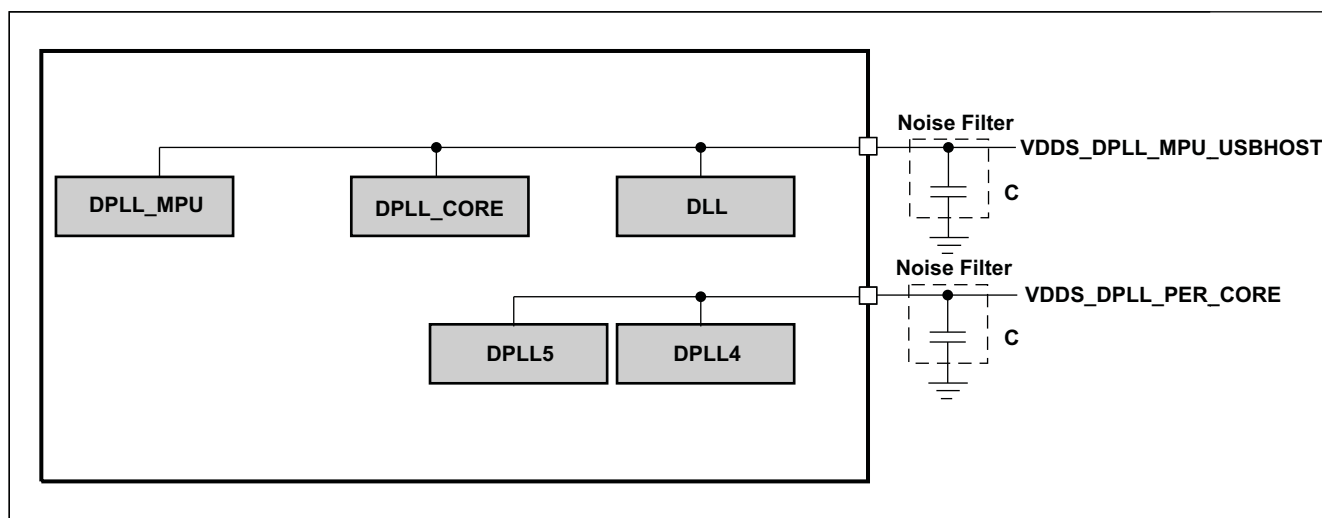 Noise Filter
VDDS_DPLL_MPU_USBHOST
DPLL_MPU
DPLL_CORE
DLL
C
Noise Filter
VDDS_DPLL_PER_CORE
DPLL5
DPLL4
C